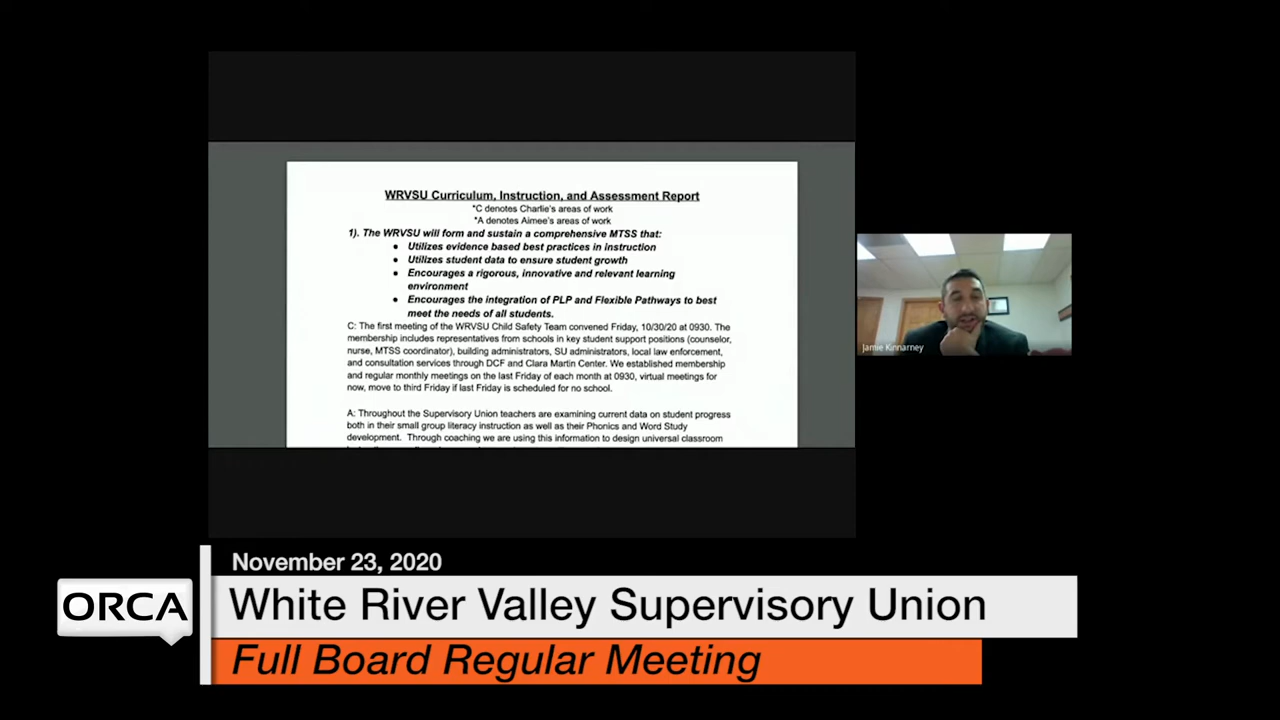 WRVSU Curriculum, Instruction, and Assessment Report
*C denotes Charlie's areas of work
*A denotes Aimee's areas of work
1). The WRVSU will form and sustain a comprehensive MTSS that:
● Utilizes evidence based best practices in instruction
● Utilizes student data to ensure student growth
● Encourages a rigorous, innovative and relevant learning
environment
● Encourages the integration of PLP and Flexible Pathways to best
meet the needs of all students.
C: The first meeting of the WRVSU Child Safety Team convened Friday, 10/30/20 at 0930. The
membership includes representatives from schools in key student support positions (counselor,
nurse, MTSS coordinator), building administrators, SU administrators, local law enforcement,
and consultation services through DCF and Clara Martin Center. We established membership
and regular monthly meetings on the last Friday of each month at 0930, virtual meetings for
now, move to third Friday if last Friday is scheduled for no school.
A: Throughout the Supervisory Union teachers are examining current data on student progress
both in their small group literacy instruction as well as their Phonics and Word Study
development. Through coaching we are using this information to design universal classroom
Jamie Kinnarney
November 23, 2020
ORCA
White River Valley Supervisory Union
Full Board Regular Meeting